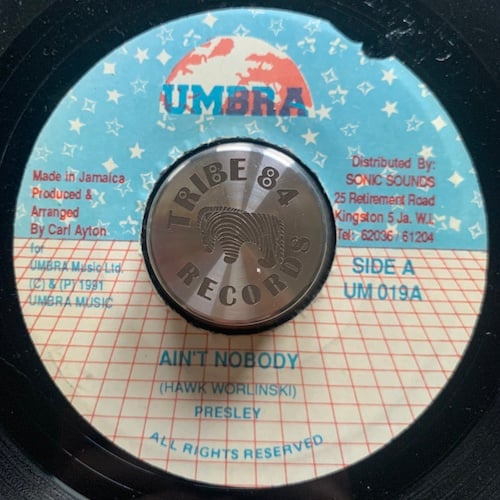 UMBRA
Made in Jamaica
Produced &
Arranged
By Carl Ayton
for
UMBRA Music Ltd.
(C) & (P) 1991
UMBRA MUSIC
Distributed By:
SONIC SOUNDS
25 Retirement Road
Kingston 5 Ja. W.I.
Tel: 62036 / 61204
SIDE A
UM 019A
TRIBE 84
RECORDS
AIN'T NOBODY
(HAWK WORLINSKI)
PRESLEY
ALL RIGHTS RESERVED